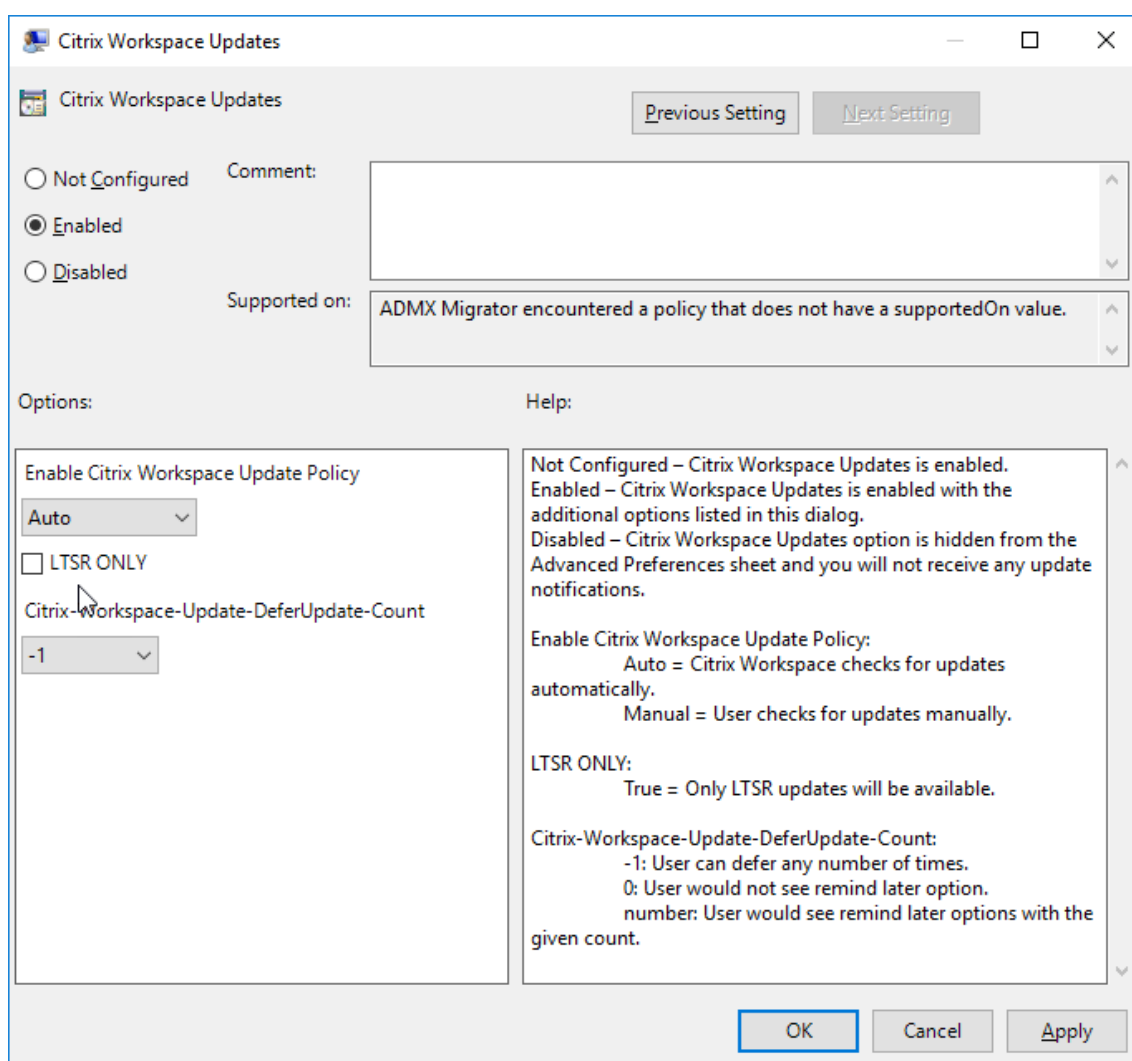 Citrix Workspace Updates
Citrix Workspace Updates
Previous Setting
Next Setting
Not Configured
Enabled
Disabled
Comment:
Supported on:
ADMX Migrator encountered a policy that does not have a supportedOn value.
Options:
Help:
Enable Citrix Workspace Update Policy
Auto
LTSR ONLY
Citrix-Workspace-Update-DeferUpdate-Count
-1
Not Configured – Citrix Workspace Updates is enabled.
Enabled – Citrix Workspace Updates is enabled with the
additional options listed in this dialog.
Disabled – Citrix Workspace Updates option is hidden from the
Advanced Preferences sheet and you will not receive any update
notifications.
Enable Citrix Workspace Update Policy:
Auto = Citrix Workspace checks for updates
automatically.
Manual = User checks for updates manually.
LTSR ONLY:
True = Only LTSR updates will be available.
Citrix-Workspace-Update-DeferUpdate-Count:
-1: User can defer any number of times.
0: User would not see remind later option.
number: User would see remind later options with the
given count.
OK
Cancel
Apply